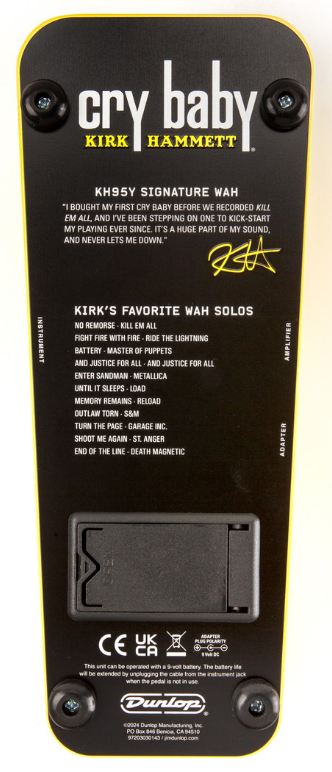 cry baby®
KIRK HAMMETT
KH95Y SIGNATURE WAH
"I BOUGHT MY FIRST CRY BABY BEFORE WE RECORDED KILL
EM ALL, AND I'VE BEEN STEPPING ON ONE TO KICK-START
MY PLAYING EVER SINCE. IT'S A HUGE PART OF MY SOUND,
AND NEVER LETS ME DOWN."
KIRK'S FAVORITE WAH SOLOS
NO REMORSE - KILL EM ALL
FIGHT FIRE WITH FIRE - RIDE THE LIGHTNING
BATTERY - MASTER OF PUPPETS
AND JUSTICE FOR ALL - AND JUSTICE FOR ALL
ENTER SANDMAN - METALLICA
UNTIL IT SLEEPS - LOAD
MEMORY REMAINS - RELOAD
OUTLAW TORN - S&M
TURN THE PAGE - GARAGE INC.
SHOOT ME AGAIN - ST. ANGER
END OF THE LINE - DEATH MAGNETIC
INSTRUMENT
AMPLIFIER
ADAPTER
CE UK CA
ADAPTER
PLUG POLARITY
9 Volt DC
This unit can be operated with a 9-volt battery. The battery life
will be extended by unplugging the cable from the instrument jack
when the pedal is not in use.
Dunlop
©2024 Dunlop Manufacturing, Inc.
PO Box 846 Benicia, CA 94510
97203030143 / jimdunlop.com